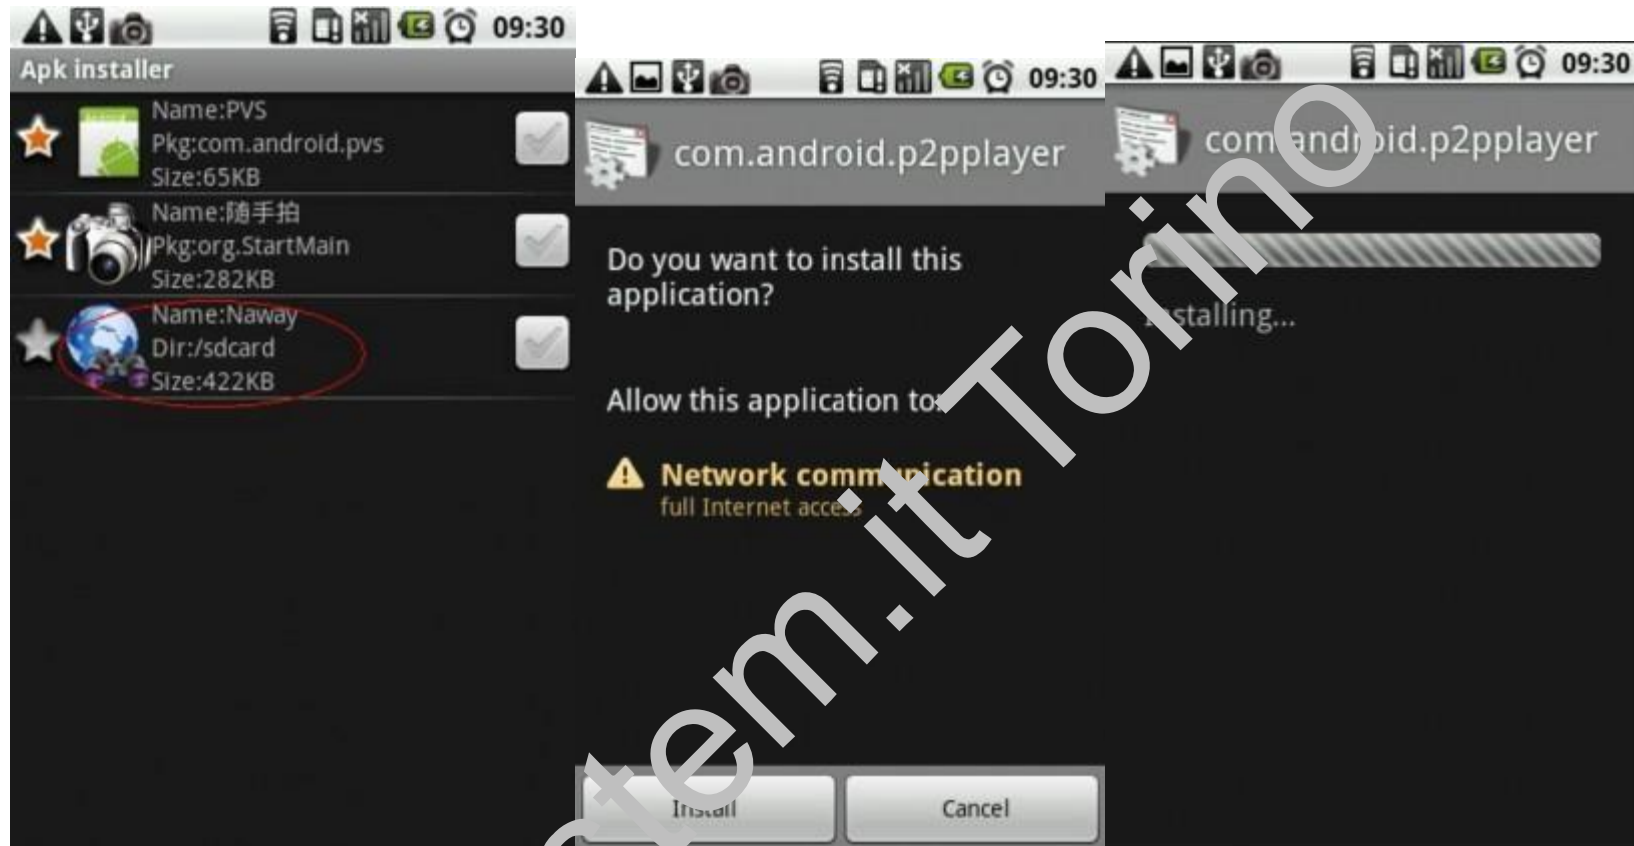 09:30
Apk installer
Name:PVS
Pkg:com.android.pvs
Size:65KB
Name:随手拍
Pkg:org.StartMain
Size:282KB
Name:Naway
Dir:/sdcard
Size:422KB
09:30
com.android.p2pplayer
Do you want to install this
application?
Allow this application to:
Network communication
full Internet access
Install
Cancel
09:30
com.android.p2pplayer
Installing...
tem.it Torino